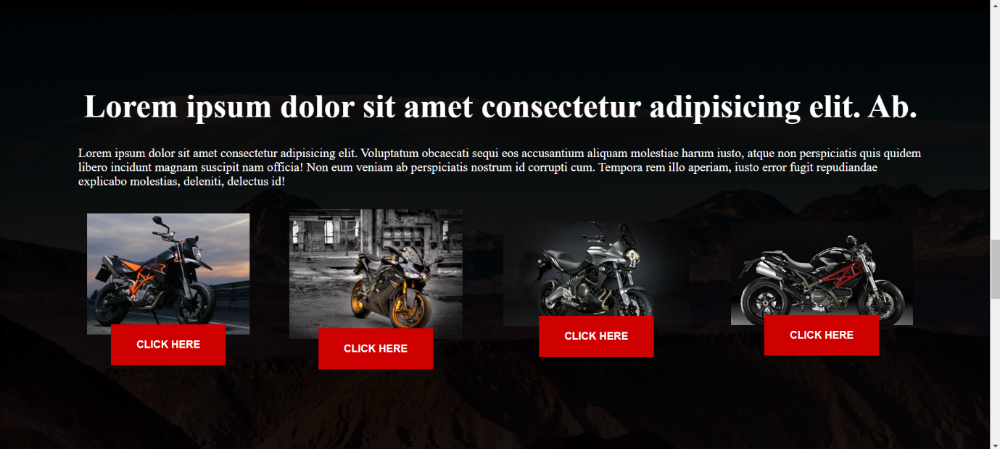 Lorem ipsum dolor sit amet consectetur adipisicing elit. Ab.
Lorem ipsum dolor sit amet consectetur adipisicing elit. Voluptatum obcaecati sequi eos accusantium aliquam molestiae harum iusto, atque non perspiciatis quis quidem
libero incidunt magnam suscipit nam officia! Non eum veniam ab perspiciatis nostrum id corrupti cum. Tempora rem illo aperiam, iusto error fugit repudiandae
explicabo molestias, deleniti, delectus id!
CLICK HERE
CLICK HERE
CLICK HERE
CLICK HERE